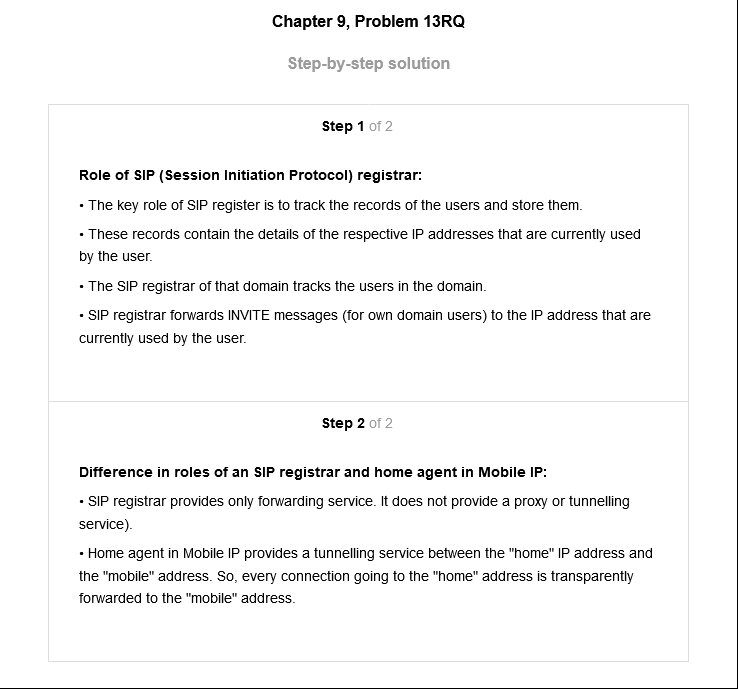 Chapter 9, Problem 13RQ
Step-by-step solution
Step 1 of 2
Role of SIP (Session Initiation Protocol) registrar:
• The key role of SIP register is to track the records of the users and store them.
• These records contain the details of the respective IP addresses that are currently used
by the user.
• The SIP registrar of that domain tracks the users in the domain.
• SIP registrar forwards INVITE messages (for own domain users) to the IP address that are
currently used by the user.
Step 2 of 2
Difference in roles of an SIP registrar and home agent in Mobile IP:
• SIP registrar provides only forwarding service. It does not provide a proxy or tunnelling
service).
• Home agent in Mobile IP provides a tunnelling service between the "home" IP address and
the "mobile" address. So, every connection going to the "home" address is transparently
forwarded to the "mobile" address.